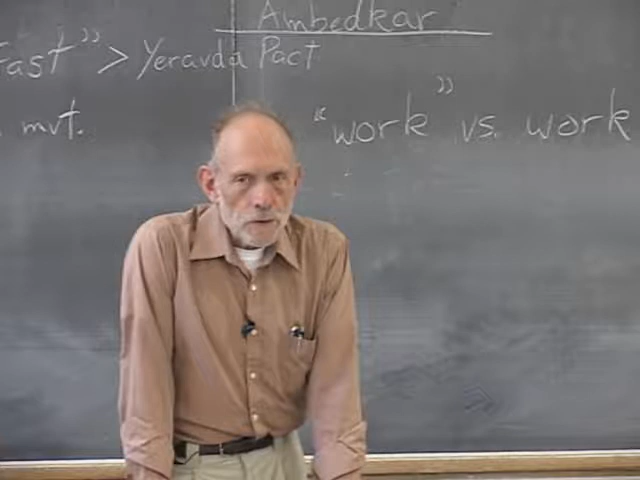 Ambedkar
Fast" > Yeravda Pact
mvt.
"work" vs. work